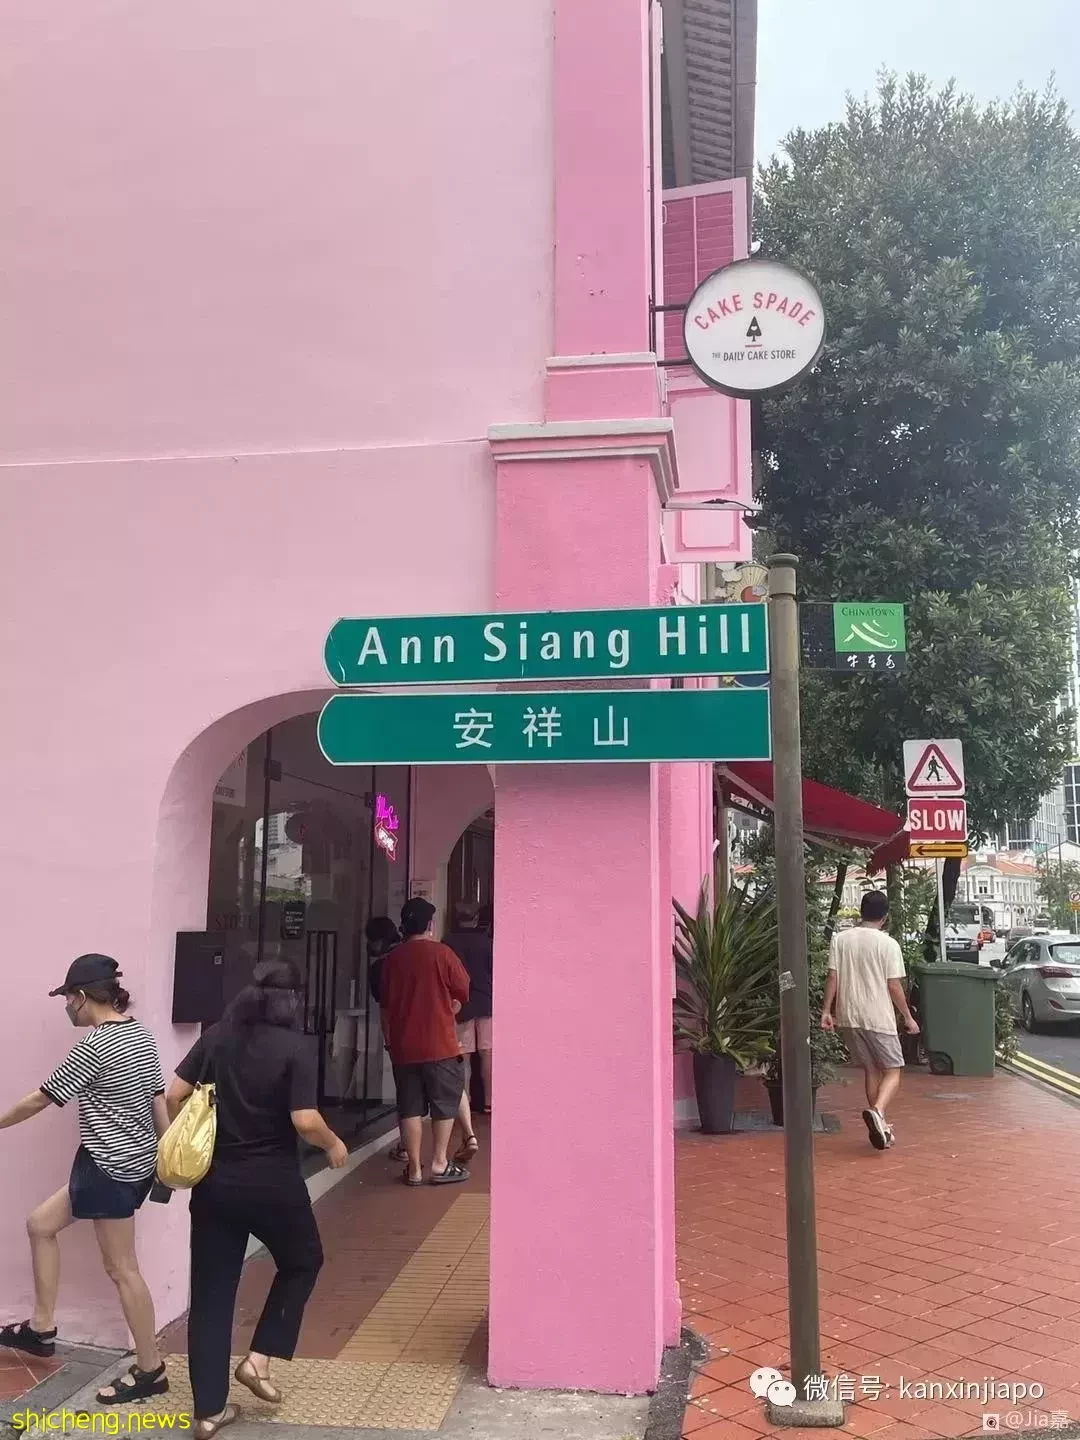 CAKE SPADE
THE DAILY CAKE STORE
Ann Siang Hill
安祥山
CHINATOWN
牛车水
SLOW
微信号: kanxinjiapo
@Jia嘉
shicheng.news